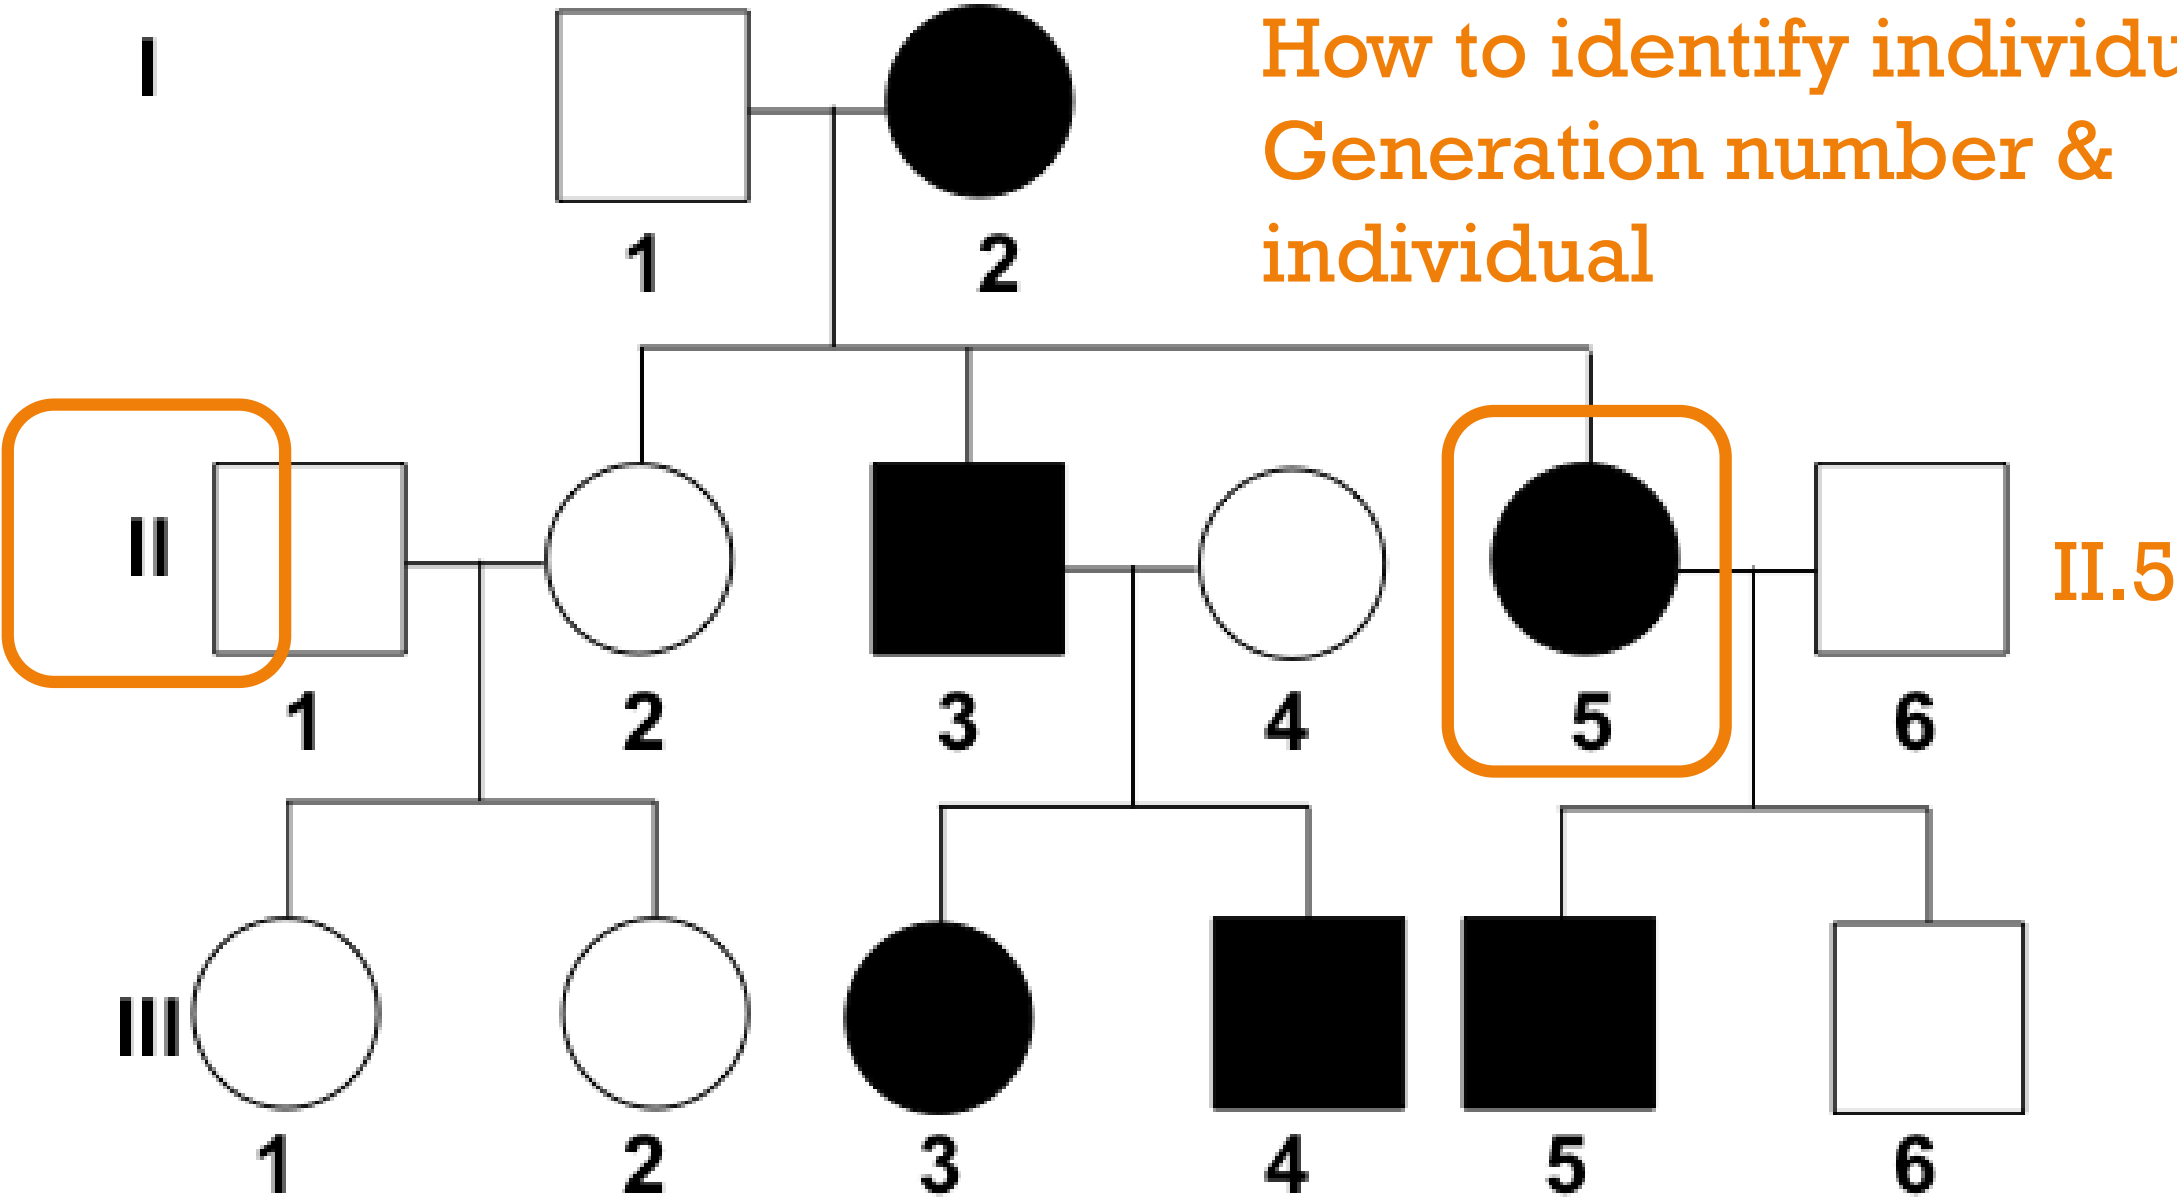 I
How to identify individu
Generation number &
individual
1 2
II
II.5
1 2 3 4 5 6
III
1 2 3 4 5 6